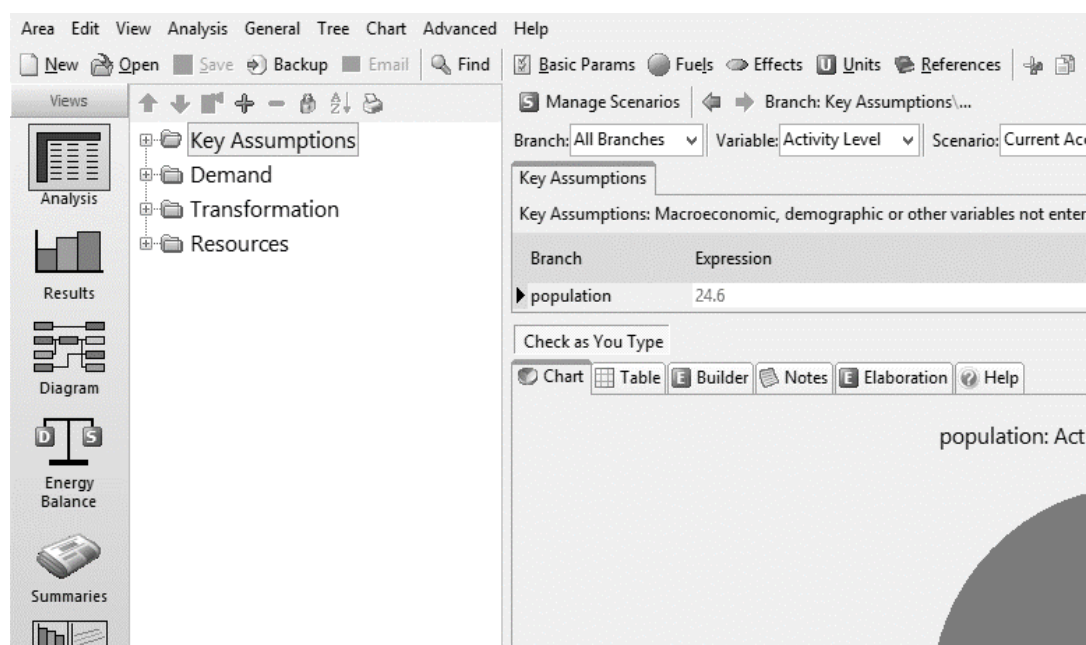 Area Edit View Analysis General Tree Chart Advanced Help
New Open Save Backup Email Find Basic Params Fuels Effects Units References
Views
Manage Scenarios Branch: Key Assumptions\...
Key Assumptions
Demand
Transformation
Resources
Branch: All Branches Variable: Activity Level Scenario: Current Acc
Key Assumptions
Key Assumptions: Macroeconomic, demographic or other variables not enter
Branch Expression
population 24.6
Check as You Type
Chart Table Builder Notes Elaboration Help
population: Act
Analysis
Results
Diagram
D S
Energy
Balance
Summaries